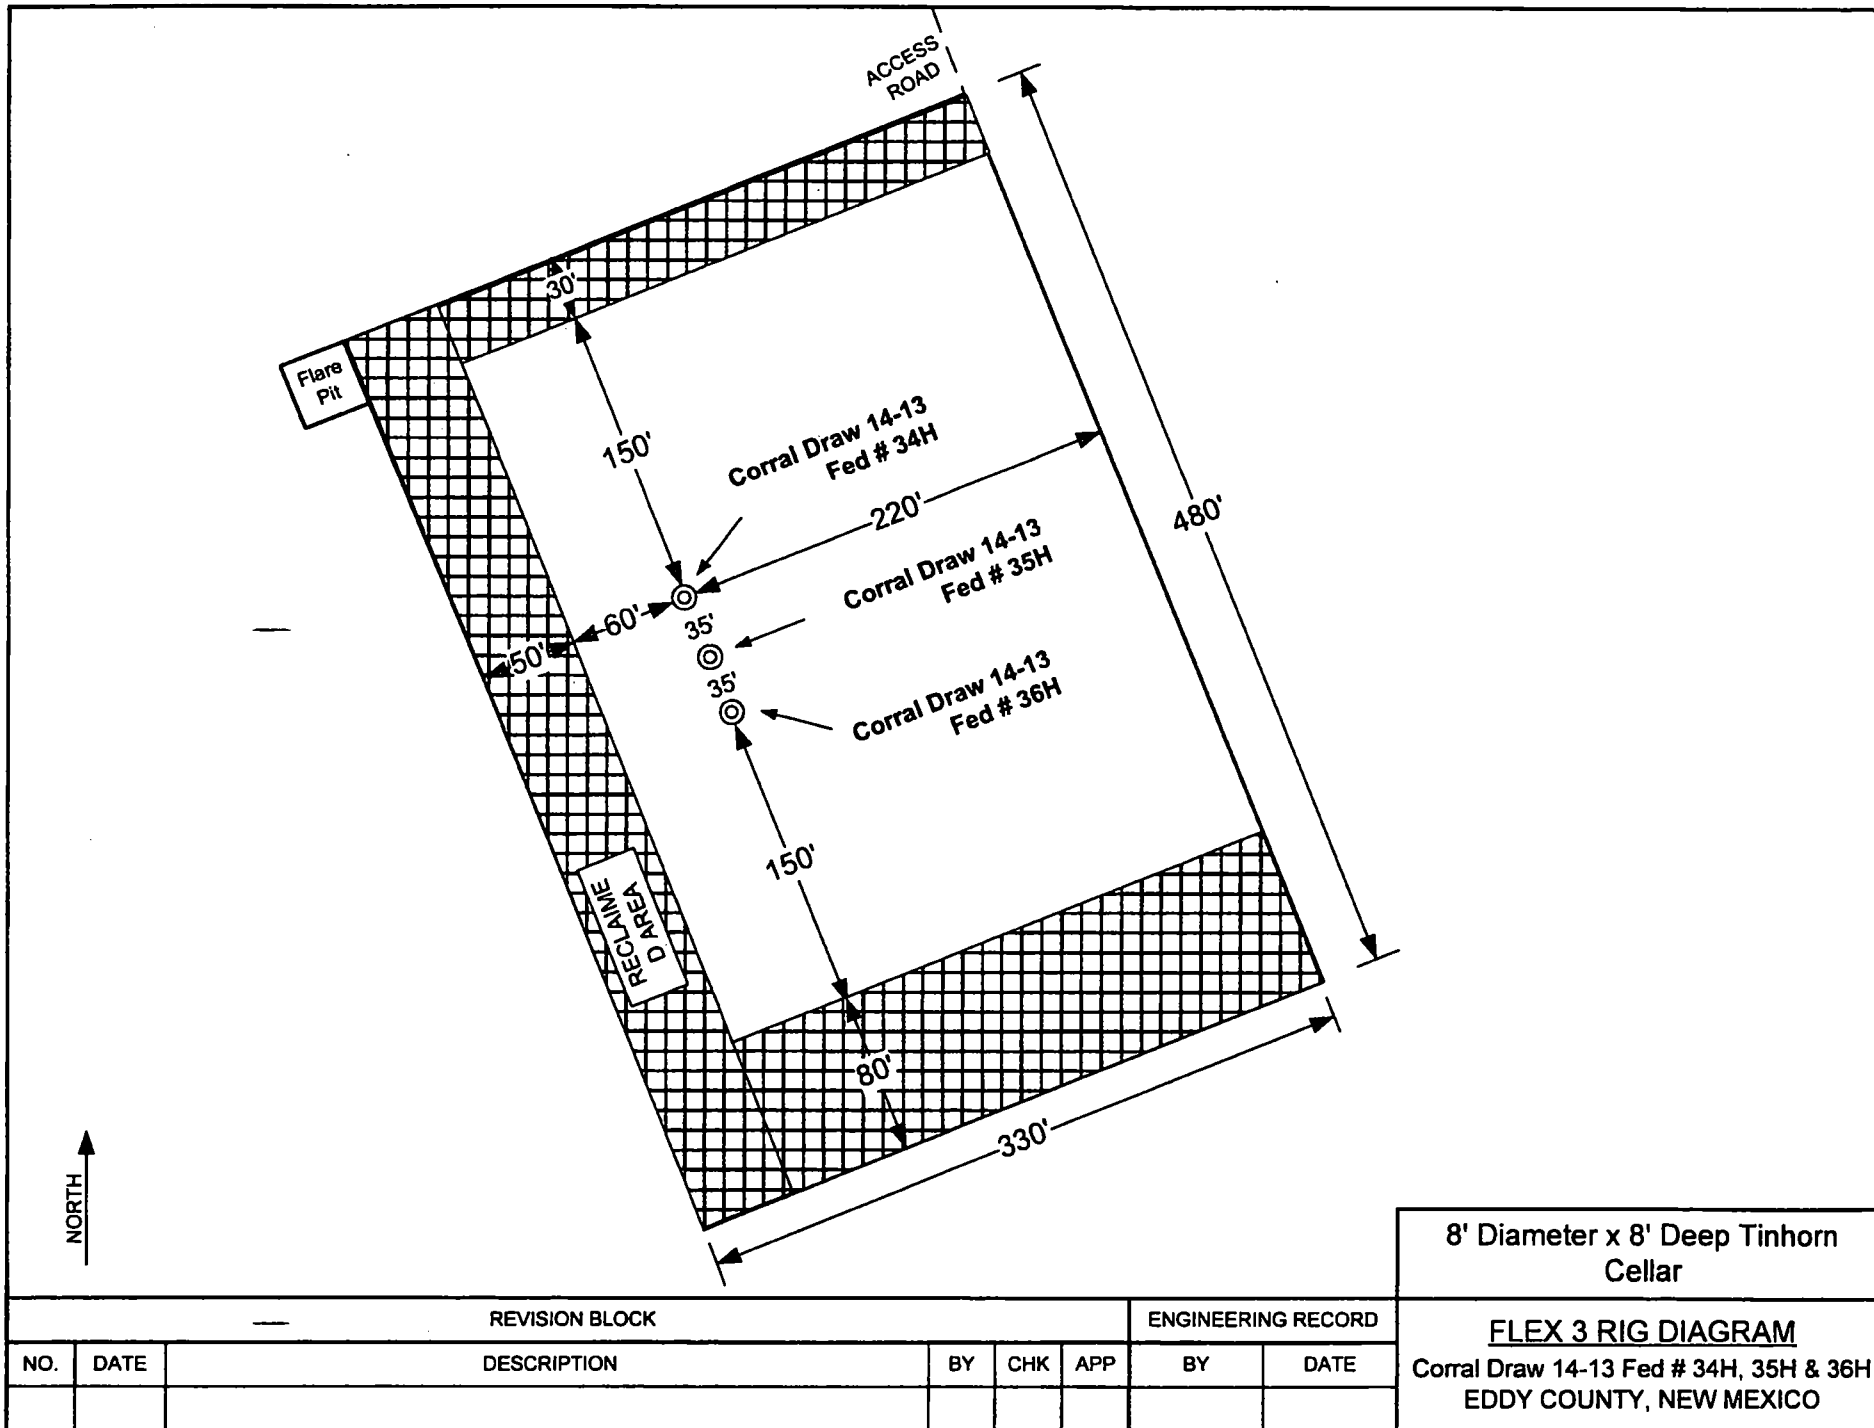 ACCESS
ROAD
30'
Flare
Pit
150'
Corral Draw 14-13
Fed # 34H
220'
480'
Corral Draw 14-13
Fed # 35H
60'
35'
50'
35'
Corral Draw 14-13
Fed # 36H
150'
RECLAIME
D AREA
80'
330'
NORTH
8' Diameter x 8' Deep Tinhorn
Cellar
REVISION BLOCK
ENGINEERING RECORD
NO.
DATE
DESCRIPTION
BY
CHK
APP
BY
DATE
FLEX 3 RIG DIAGRAM
Corral Draw 14-13 Fed # 34H, 35H & 36H
EDDY COUNTY, NEW MEXICO